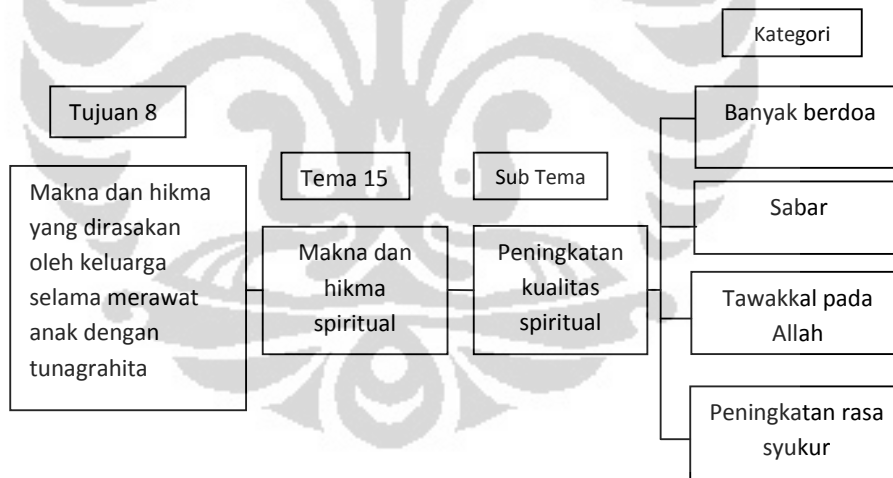 Kategori
Tujuan 8
Banyak berdoa
Tema 15
Sub Tema
Makna dan hikma
yang dirasakan
oleh keluarga
selama merawat
anak dengan
tunagrahita
Makna dan
hikma
spiritual
Peningkatan
kualitas
spiritual
Sabar
Tawakkal pada
Allah
Peningkatan rasa
syukur